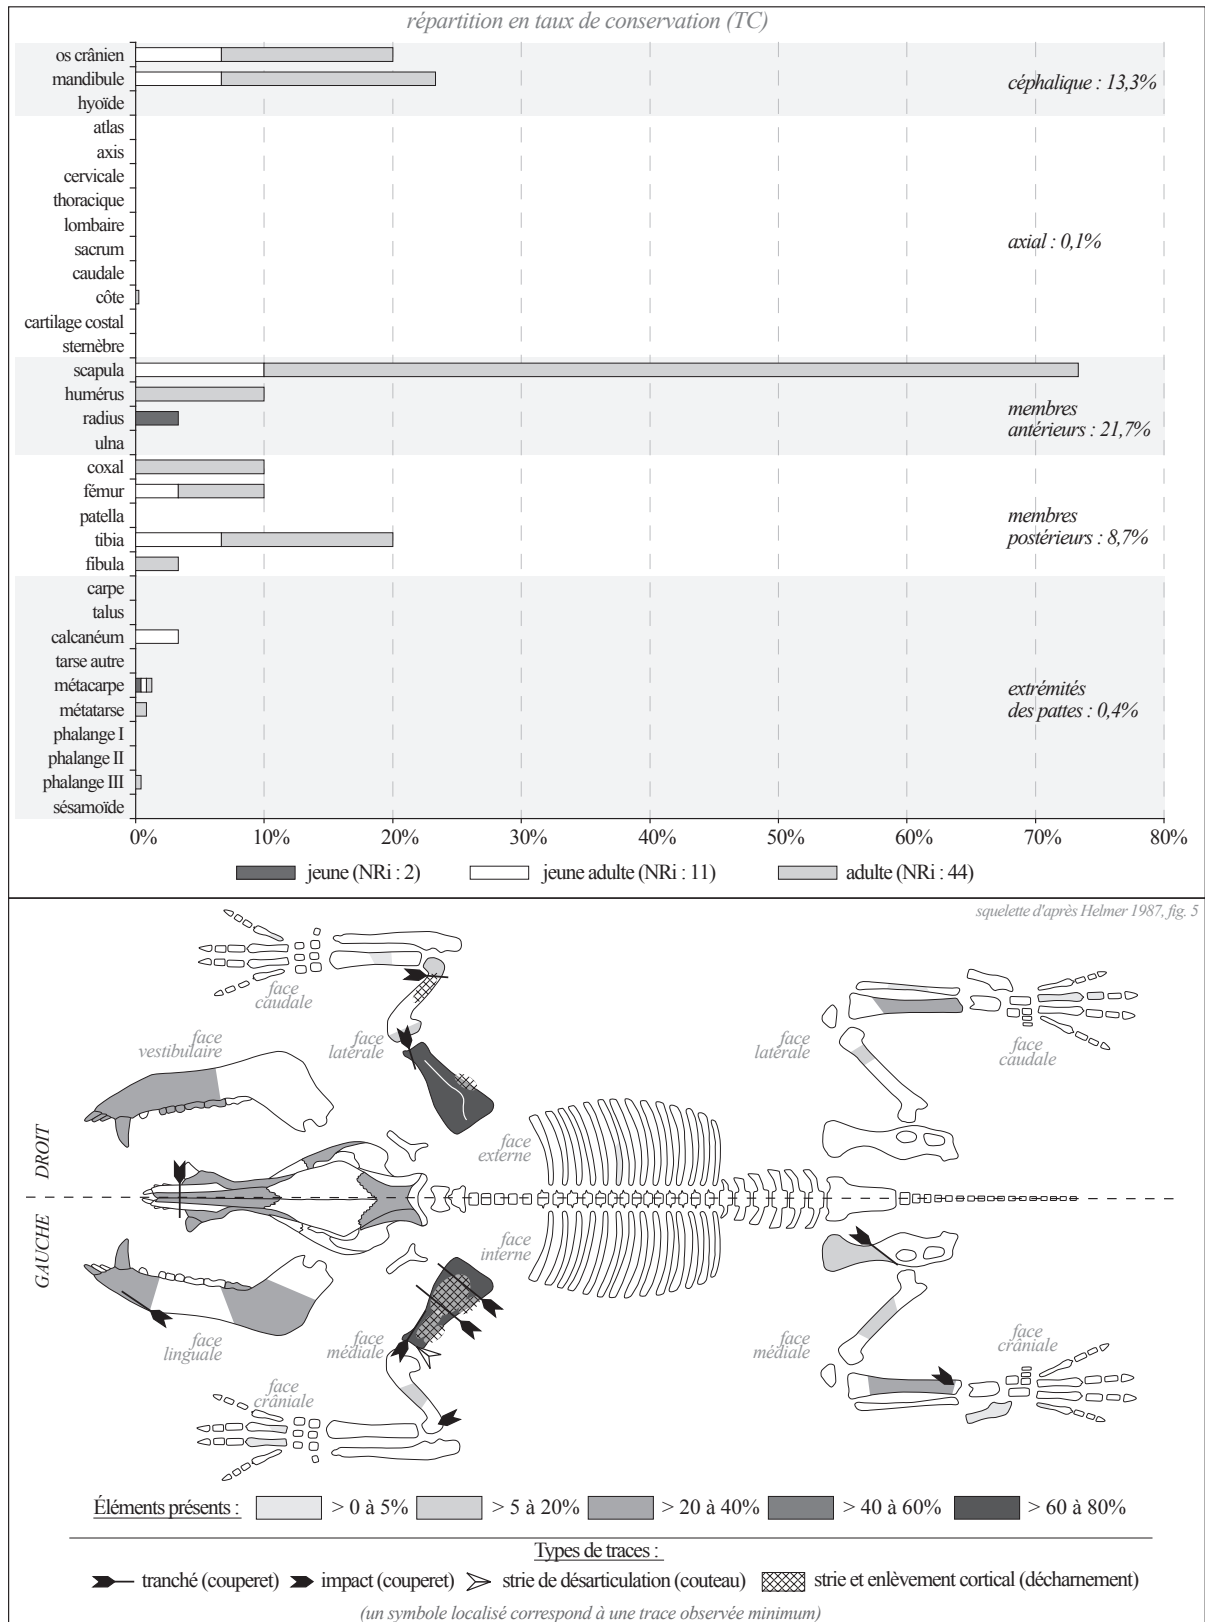 répartition en taux de conservation (TC)
os crânien
mandibule
hyoïde
céphalique : 13,3%
atlas
axis
cervicale
thoracique
lombaire
sacrum
caudale
côte
cartilage costal
sternèbre
axial : 0,1%
scapula
humérus
radius
ulna
membres
antérieurs : 21,7%
coxal
fémur
patella
tibia
fibula
membres
postérieurs : 8,7%
carpe
talus
calcanéum
tarse autre
métacarpe
métatarse
phalange I
phalange II
phalange III
sésamoïde
extrémités
des pattes : 0,4%
0% 10% 20% 30% 40% 50% 60% 70% 80%
jeune (NRi : 2) jeune adulte (NRi : 11) adulte (NRi : 44)
squelette d'après Helmer 1987, fig. 5
face
caudale
face
vestibulaire
face
latérale
face
latérale
face
caudale
face
externe
DROIT
GAUCHE
face
interne
face
linguale
face
médiale
face
crâniale
face
médiale
face
crâniale
Éléments présents : > 0 à 5% > 5 à 20% > 20 à 40% > 40 à 60% > 60 à 80%
Types de traces :
tranché (couperet) impact (couperet) strie de désarticulation (couteau) strie et enlèvement cortical (décharnement)
(un symbole localisé correspond à une trace observée minimum)